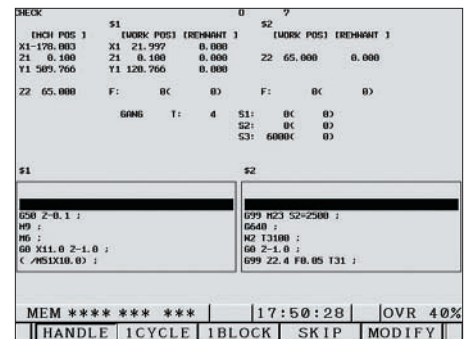 CHECK 0 ?
$1 $2
[MCH POS ] [WORK POS] [REMNANT ] [WORK POS] [REMNANT ]
X1-178.003 X1 21.997 0.000
Z1 0.100 Z1 0.100 0.000 Z2 65.000 0.000
Y1 509.766 Y1 120.766 0.000
Z2 65.000 F: 0( 0) F: 0( 0)
GANG T: 4 S1: 0( 0)
S2: 0( 0)
S3: 6000( 0)
$1 $2
G50 Z-0.1 ;
M9 ;
M6 ;
G0 X11.0 Z-1.0 ;
( /M51X10.0) ;
G99 M23 S2=2500 ;
G640 ;
N2 T3100 ;
G0 Z-1.0 ;
G99 Z2.4 F0.05 T31 ;
MEM **** *** *** 17:50:28 OVR 40%
HANDLE 1CYCLE 1BLOCK SKIP MODIFY